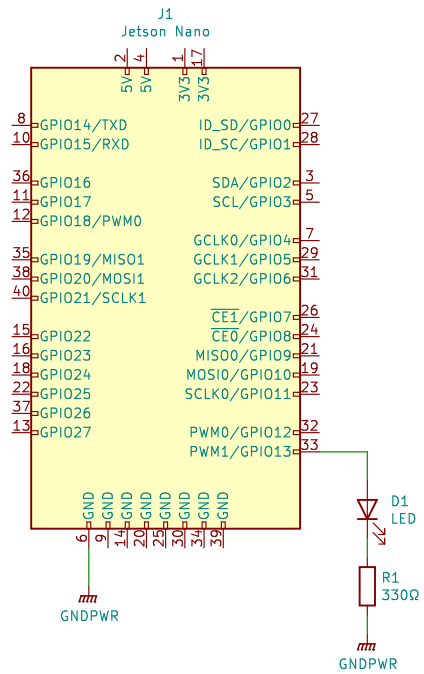 J1
Jetson Nano
2 4 1 17
5V 5V 3V3 3V3
8 GPIO14/TXD ID_SD/GPIO0 27
10 GPIO15/RXD ID_SC/GPIO1 28
36 GPIO16 SDA/GPIO2 3
11 GPIO17 SCL/GPIO3 5
12 GPIO18/PWM0
GCLK0/GPIO4 7
35 GPIO19/MISO1 GCLK1/GPIO5 29
38 GPIO20/MOSI1 GCLK2/GPIO6 31
40 GPIO21/SCLK1
CE1/GPIO7 26
15 GPIO22 CE0/GPIO8 24
16 GPIO23 MISO0/GPIO9 21
18 GPIO24 MOSI0/GPIO10 19
22 GPIO25 SCLK0/GPIO11 23
37 GPIO26
13 GPIO27 PWM0/GPIO12 32
PWM1/GPIO13 33
GND GND GND GND GND GND GND GND
6 9 14 20 25 30 34 39
D1
LED
R1
330Ω
GNDPWR
GNDPWR